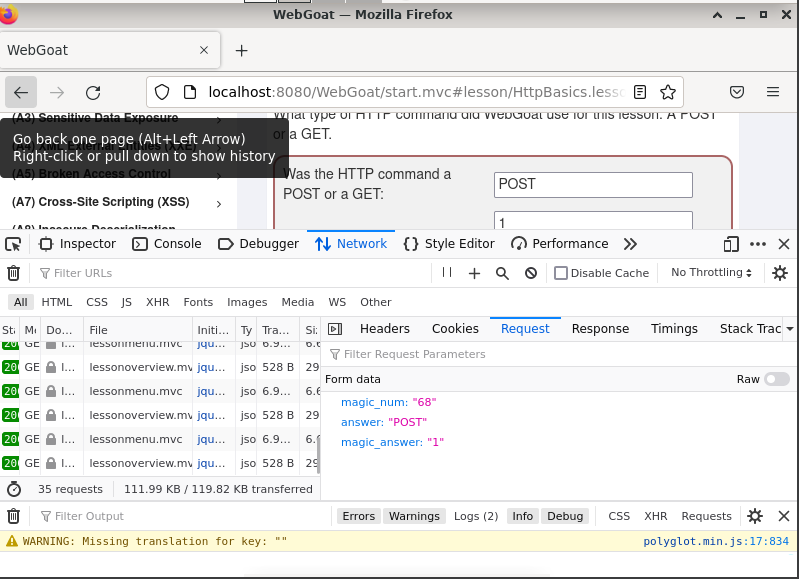 WebGoat — Mozilla Firefox
WebGoat
localhost:8080/WebGoat/start.mvc#lesson/HttpBasics.lesso
(A3) Sensitive Data Exposure
What type of HTTP command did WebGoat use for this lesson. A POST
or a GET.
Go back one page (Alt+Left Arrow)
Right-click or pull down to show history
(A4) XML External Entities (XXE)
(A5) Broken Access Control
(A7) Cross-Site Scripting (XSS)
(A8) Insecure Deserialization
Was the HTTP command a POST
POST or a GET:
1
Inspector Console Debugger Network Style Editor Performance
Filter URLs Disable Cache No Throttling
All HTML CSS JS XHR Fonts Images Media WS Other
Do... File Initi... Ty Tra...
Headers Cookies Request Response Timings Stack Trac
20 GE l... lessonmenu.mvc jqu... jso 6.9... 6.6
Filter Request Parameters
20 GE l... lessonoverview.mv jqu... jso 528 B 29
Form data Raw
20 GE l... lessonmenu.mvc jqu... jso 6.9... 6.6
magic_num: "68"
20 GE l... lessonoverview.mv jqu... jso 528 B 29
answer: "POST"
20 GE l... lessonmenu.mvc jqu... jso 6.9... 6.
magic_answer: "1"
20 GE l... lessonoverview.mv jqu... jso 528 B 29
35 requests 111.99 KB / 119.82 KB transferred
Filter Output Errors Warnings Logs (2) Info Debug CSS XHR Requests
WARNING: Missing translation for key: "" polyglot.min.js:17:834